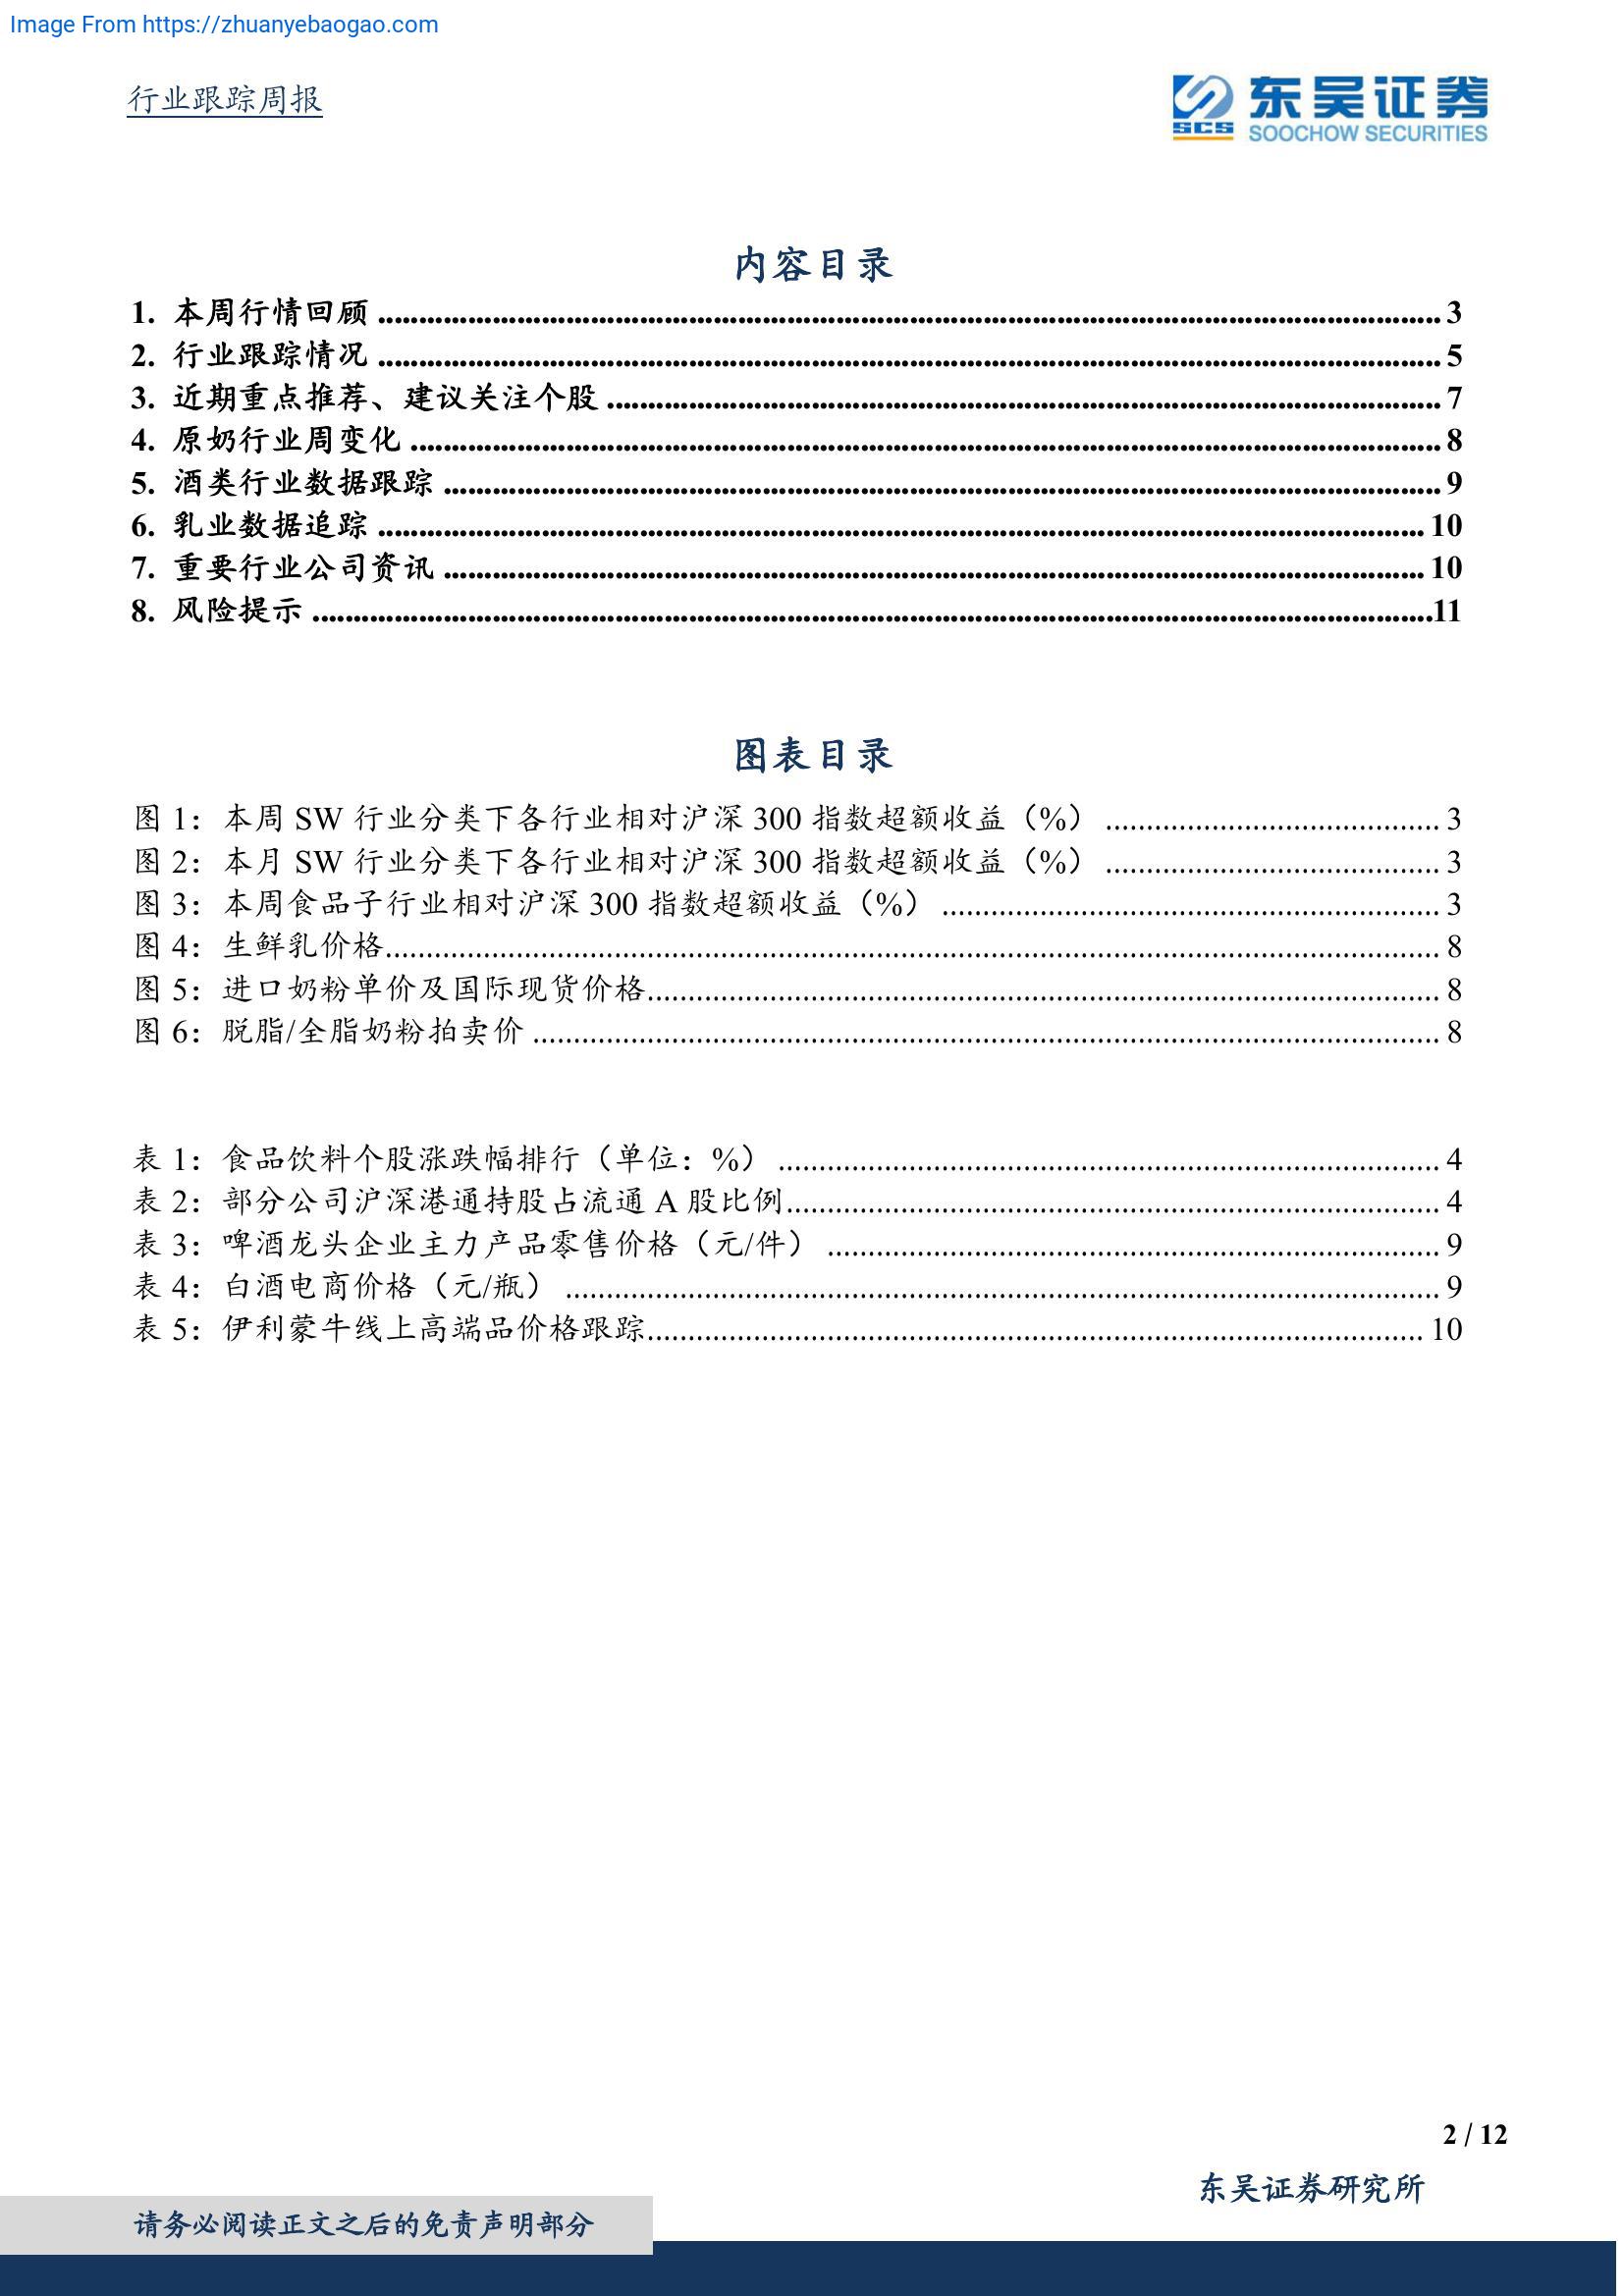 Image From https://zhuanyebaogao.com
行业跟踪周报
东吴证券
SCS
SOOCHOW SECURITIES
内容目录
1. 本周行情回顾 ........................................ 3
2. 行业跟踪情况 ........................................ 5
3. 近期重点推荐、建议关注个股 ........................................ 7
4. 原奶行业周变化 ........................................ 8
5. 酒类行业数据跟踪 ........................................ 9
6. 乳业数据追踪 ........................................ 10
7. 重要行业公司资讯 ........................................ 10
8. 风险提示 ........................................11
图表目录
图 1：本周 SW 行业分类下各行业相对沪深 300 指数超额收益（%） ........................................ 3
图 2：本月 SW 行业分类下各行业相对沪深 300 指数超额收益（%） ........................................ 3
图 3：本周食品子行业相对沪深 300 指数超额收益（%） ........................................ 3
图 4：生鲜乳价格........................................ 8
图 5：进口奶粉单价及国际现货价格........................................ 8
图 6：脱脂/全脂奶粉拍卖价 ........................................ 8
表 1：食品饮料个股涨跌幅排行（单位：%） ........................................ 4
表 2：部分公司沪深港通持股占流通 A 股比例........................................ 4
表 3：啤酒龙头企业主力产品零售价格（元/件） ........................................ 9
表 4：白酒电商价格（元/瓶） ........................................ 9
表 5：伊利蒙牛线上高端品价格跟踪........................................ 10
2 / 12
东吴证券研究所
请务必阅读正文之后的免责声明部分